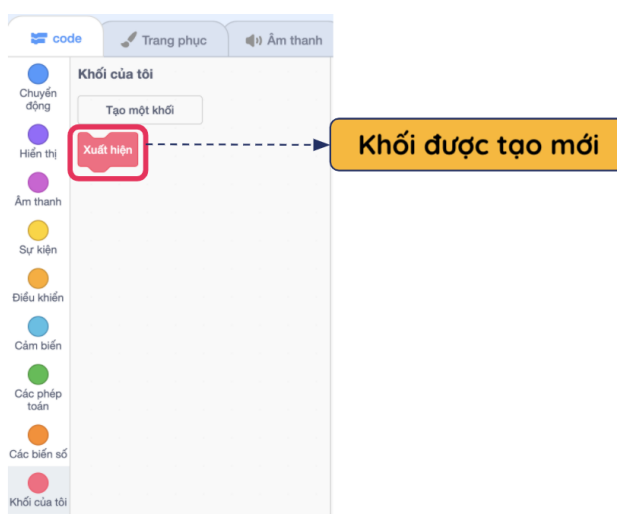 code
Trang phục
Âm thanh
Khối của tôi
Tạo một khối
Xuất hiện
Khối được tạo mới
Chuyển
động
Hiển thị
Âm thanh
Sự kiện
Điều khiển
Cảm biến
Các phép
toán
Các biến số
Khối của tôi